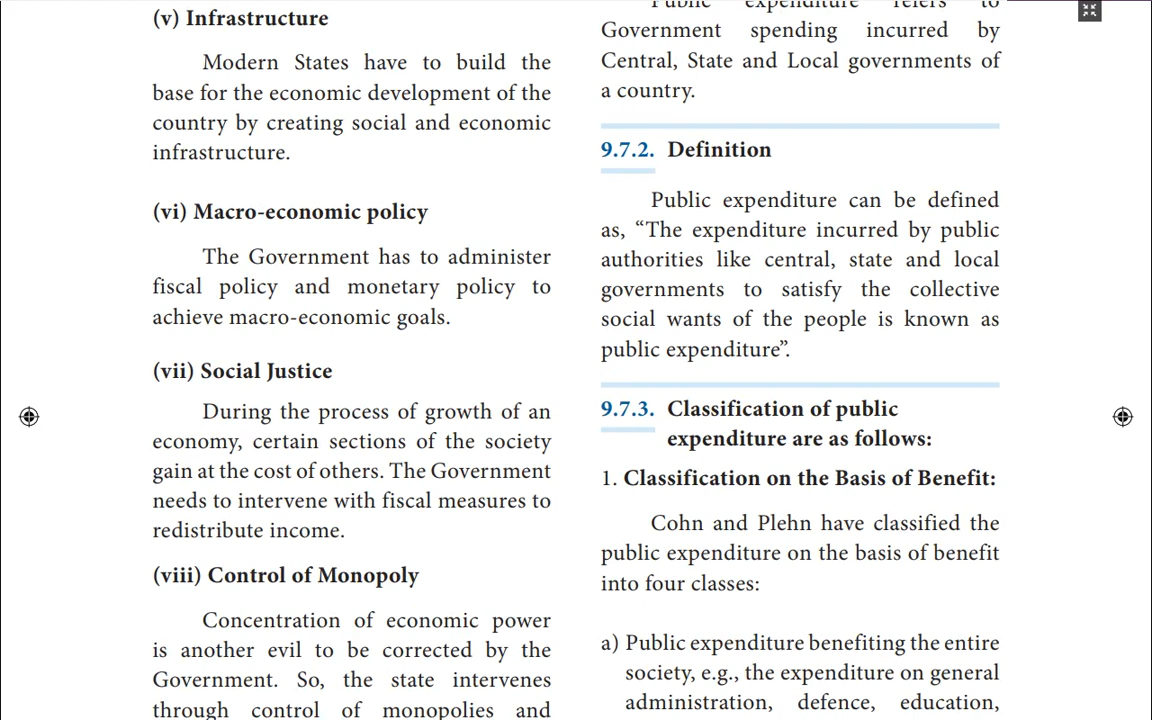 (v) Infrastructure
Modern States have to build the
base for the economic development of the
country by creating social and economic
infrastructure.
(vi) Macro-economic policy
The Government has to administer
fiscal policy and monetary policy to
achieve macro-economic goals.
(vii) Social Justice
During the process of growth of an
economy, certain sections of the society
gain at the cost of others. The Government
needs to intervene with fiscal measures to
redistribute income.
(viii) Control of Monopoly
Concentration of economic power
is another evil to be corrected by the
Government. So, the state intervenes
through control of monopolies and
Public expenditure refers to
Government spending incurred by
Central, State and Local governments of
a country.
9.7.2. Definition
Public expenditure can be defined
as, “The expenditure incurred by public
authorities like central, state and local
governments to satisfy the collective
social wants of the people is known as
public expenditure”.
9.7.3. Classification of public
expenditure are as follows:
1. Classification on the Basis of Benefit:
Cohn and Plehn have classified the
public expenditure on the basis of benefit
into four classes:
a) Public expenditure benefiting the entire
society, e.g., the expenditure on general
administration, defence, education,